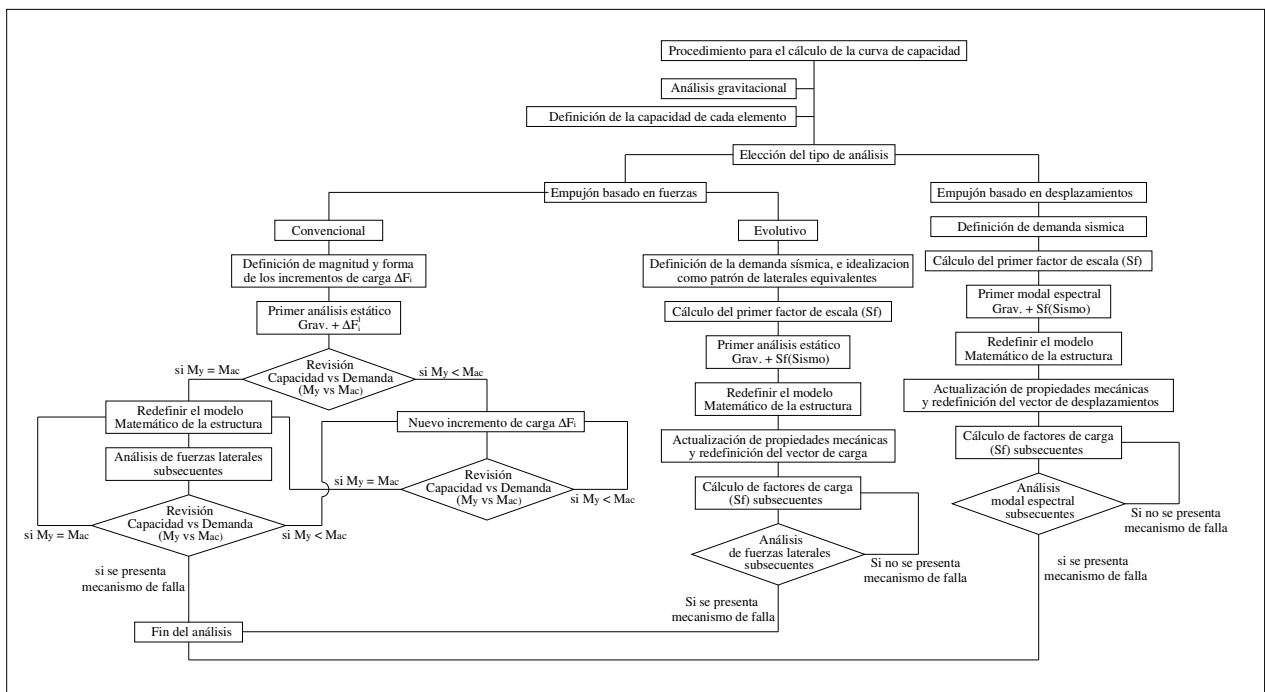 Procedimiento para el cálculo de la curva de capacidad
Análisis gravitacional
Definición de la capacidad de cada elemento
Elección del tipo de análisis
Empujón basado en fuerzas
Convencional
Definición de magnitud y forma
de los incrementos de carga ΔFi
Primer análisis estático
Grav. + ΔFi¹
Revisión
Capacidad vs Demanda
(My vs Mac)
si My = Mac
si My < Mac
Redefinir el modelo
Matemático de la estructura
Análisis de fuerzas laterales
subsecuentes
Revisión
Capacidad vs Demanda
(My vs Mac)
si My = Mac
si My < Mac
si se presenta
mecanismo de falla
Nuevo incremento de carga ΔFi
Revisión
Capacidad vs Demanda
(My vs Mac)
si My = Mac
si My < Mac
Evolutivo
Definición de la demanda sísmica, e idealizacion
como patrón de laterales equivalentes
Cálculo del primer factor de escala (Sf)
Primer análisis estático
Grav. + Sf(Sismo)
Redefinir el modelo
Matemático de la estructura
Actualización de propiedades mecánicas
y redefinición del vector de carga
Cálculo de factores de carga
(Sf) subsecuentes
Análisis
de fuerzas laterales
subsecuentes
Si no se presenta
mecanismo de falla
Si se presenta
mecanismo de falla
Empujón basado en desplazamientos
Definición de demanda sismica
Cálculo del primer factor de escala (Sf)
Primer modal espectral
Grav. + Sf(Sismo)
Redefinir el modelo
Matemático de la estructura
Actualización de propiedades mecánicas
y redefinición del vector de desplazamientos
Cálculo de factores de carga
(Sf) subsecuentes
Análisis
modal espectral
subsecuentes
Si no se presenta
mecanismo de falla
si se presenta
mecanismo de falla
Fin del análisis